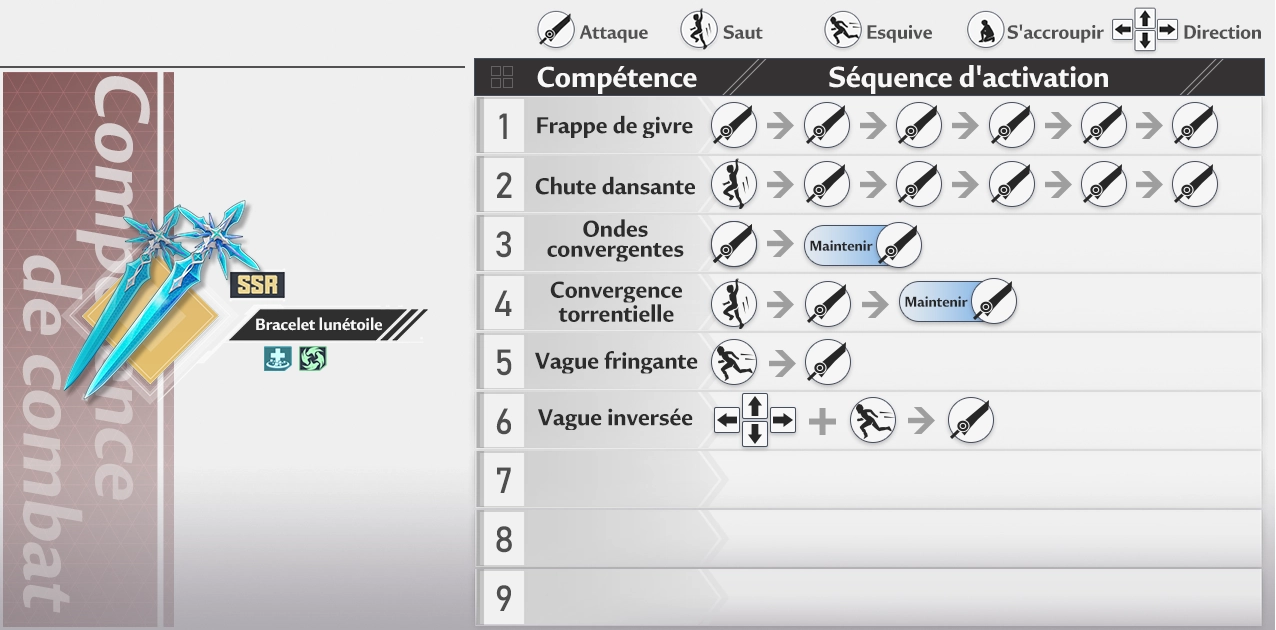 Attaque
Saut
Esquive
S'accroupir
Direction
Compétence
Séquence d'activation
Compétence
de combat
SSR
Bracelet lunétoile
1 Frappe de givre
2 Chute dansante
3 Ondes
convergentes
Maintenir
4 Convergence
torrentielle
Maintenir
5 Vague fringante
6 Vague inversée
7
8
9